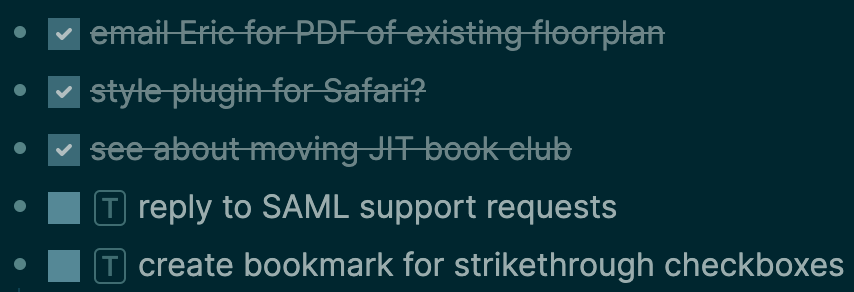 email Eric for PDF of existing floorplan
style plugin for Safari?
see about moving JIT book club
T reply to SAML support requests
T create bookmark for strikethrough checkboxes